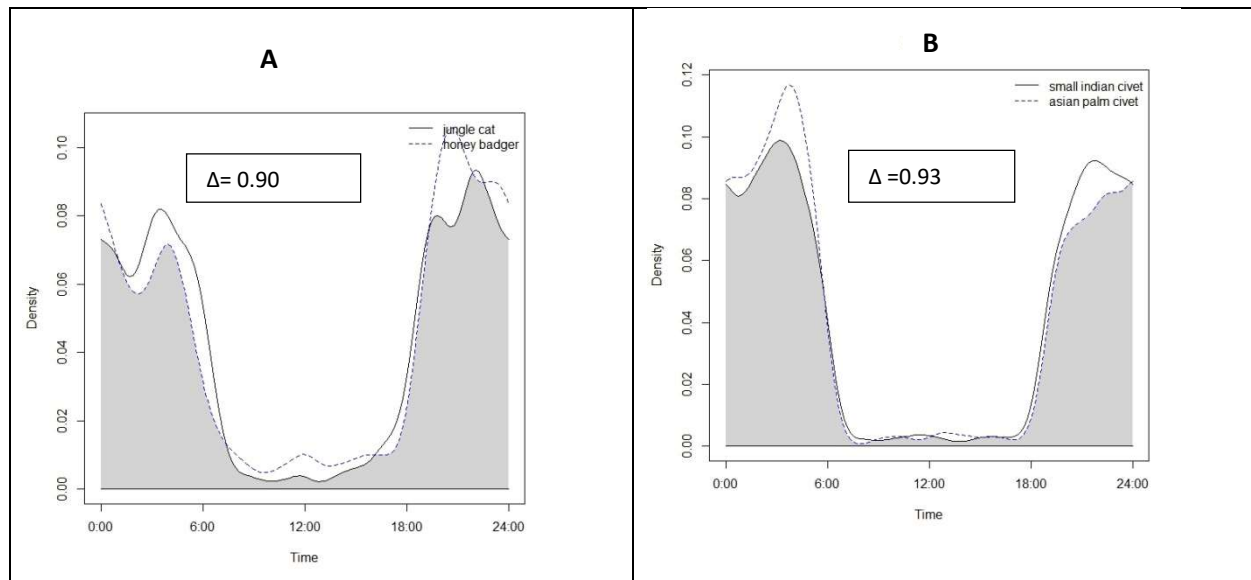 A
jungle cat
honey badger
Δ= 0.90
0.10
0.08
0.06
0.04
0.02
0.00
Density
0:00 6:00 12:00 18:00 24:00
Time
B
small indian civet
asian palm civet
Δ =0.93
0.12
0.10
0.08
0.06
0.04
0.02
0.00
Density
0:00 6:00 12:00 18:00 24:00
Time